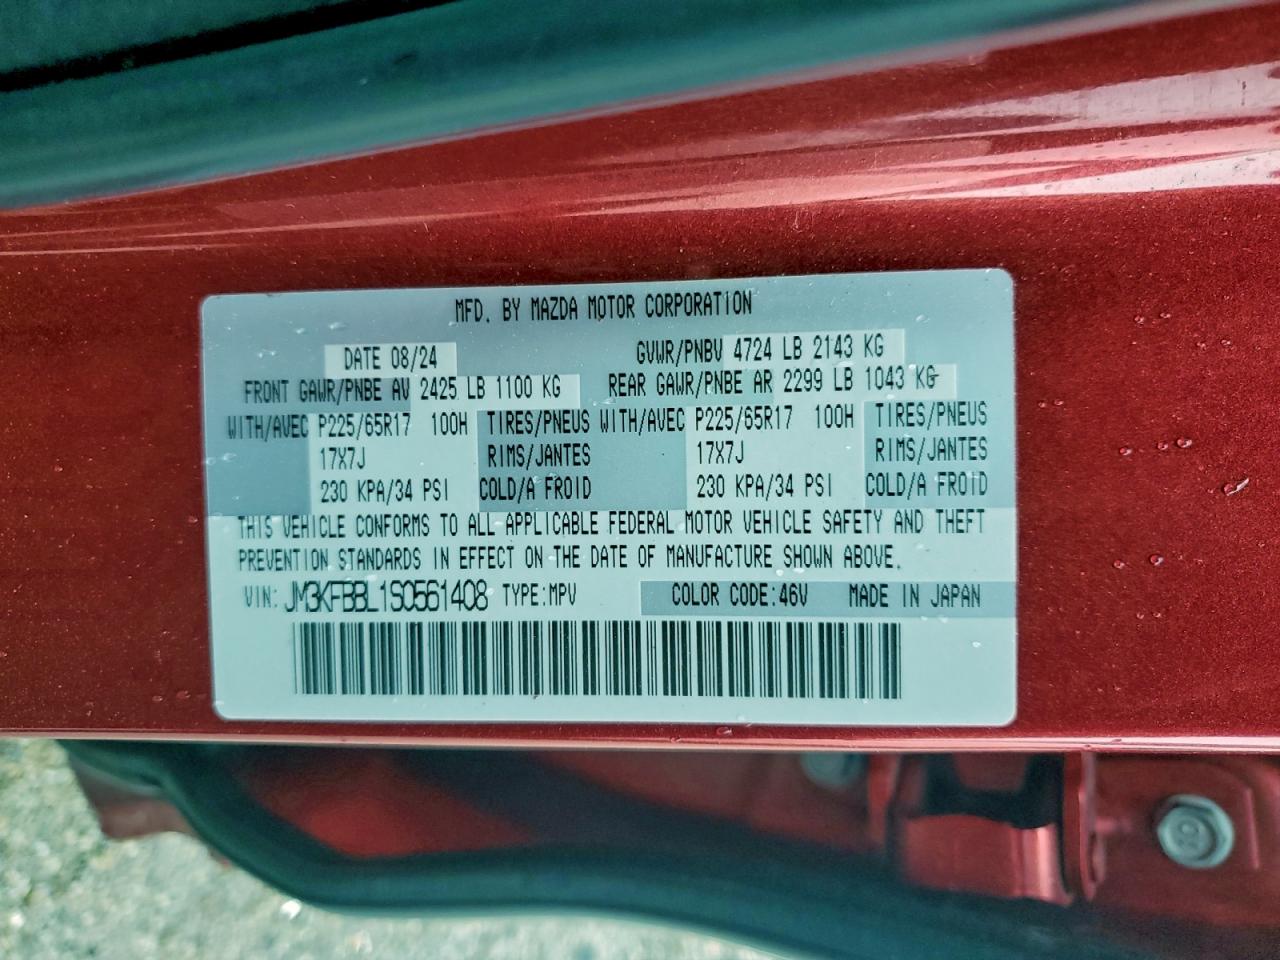 MFD. BY MAZDA MOTOR CORPORATION
DATE 08/24 GVWR/PNBV 4724 LB 2143 KG
FRONT GAWR/PNBE AV 2425 LB 1100 KG REAR GAWR/PNBE AR 2299 LB 1043 KG
WITH/AVEC P225/65R17 100H TIRES/PNEUS WITH/AVEC P225/65R17 100H TIRES/PNEUS
17X7J RIMS/JANTES 17X7J RIMS/JANTES
230 KPA/34 PSI COLD/A FROID 230 KPA/34 PSI COLD/A FROID
THIS VEHICLE CONFORMS TO ALL APPLICABLE FEDERAL MOTOR VEHICLE SAFETY AND THEFT
PREVENTION STANDARDS IN EFFECT ON THE DATE OF MANUFACTURE SHOWN ABOVE.
VIN: JM3KFBBL1S0561408 TYPE:MPV COLOR CODE:46V MADE IN JAPAN